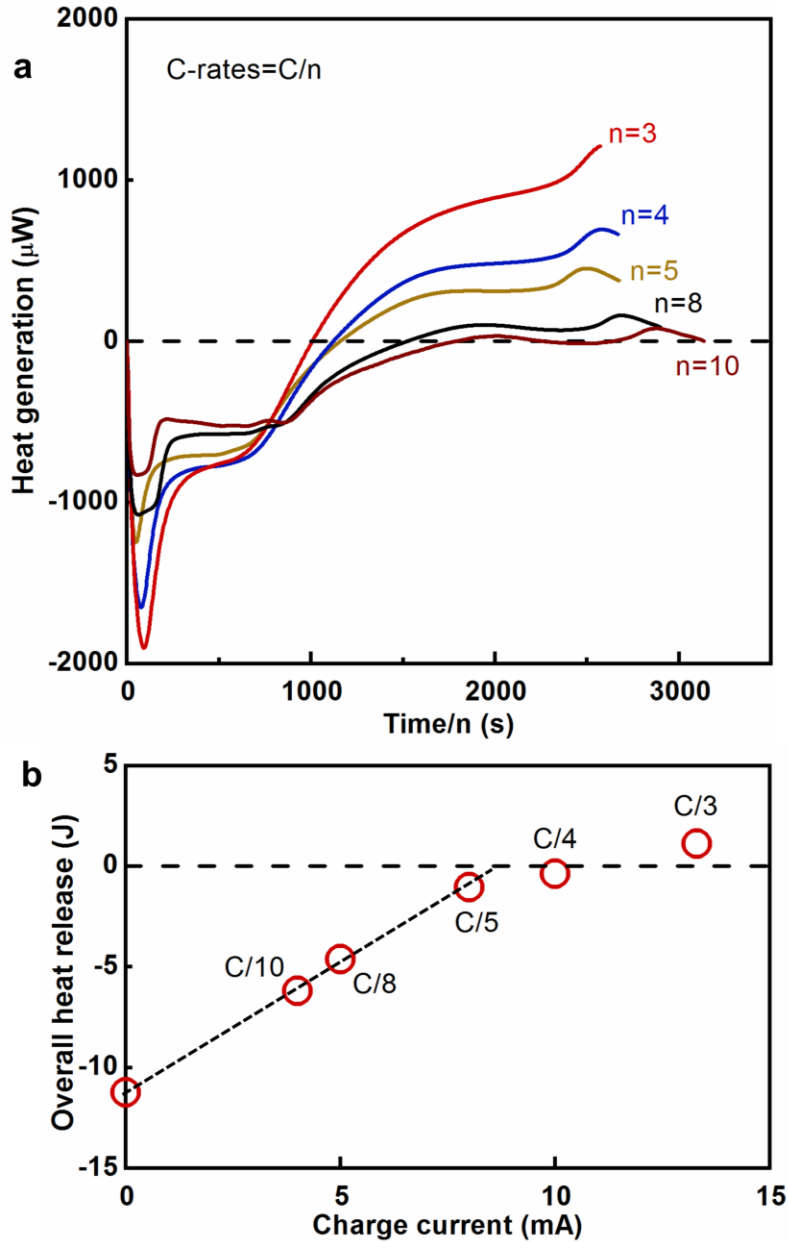 a
C-rates=C/n
2000
1000
0
-1000
-2000
Heat generation (μW)
n=3
n=4
n=5
n=8
n=10
0
1000
2000
3000
Time/n (s)
b
5
0
-5
-10
-15
Overall heat release (J)
C/3
C/4
C/5
C/10
C/8
0
5
10
15
Charge current (mA)